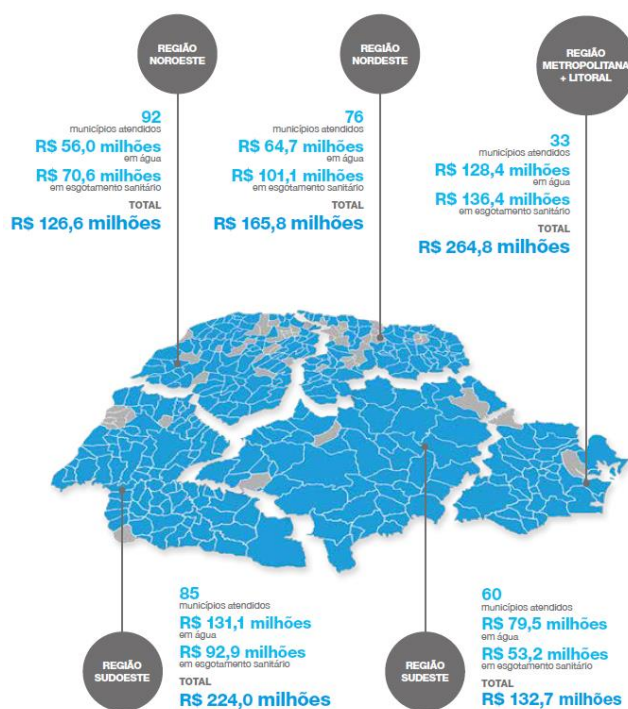 REGIÃO
NOROESTE
92
municípios atendidos
R$ 56,0 milhões
em água
R$ 70,6 milhões
em esgotamento sanitário
TOTAL
R$ 126,6 milhões
REGIÃO
NORDESTE
76
municípios atendidos
R$ 64,7 milhões
em água
R$ 101,1 milhões
em esgotamento sanitário
TOTAL
R$ 165,8 milhões
REGIÃO
METROPOLITANA
+ LITORAL
33
municípios atendidos
R$ 128,4 milhões
em água
R$ 136,4 milhões
em esgotamento sanitário
TOTAL
R$ 264,8 milhões
REGIÃO
SUDOESTE
85
municípios atendidos
R$ 131,1 milhões
em água
R$ 92,9 milhões
em esgotamento sanitário
TOTAL
R$ 224,0 milhões
REGIÃO
SUDESTE
60
municípios atendidos
R$ 79,5 milhões
em água
R$ 53,2 milhões
em esgotamento sanitário
TOTAL
R$ 132,7 milhões